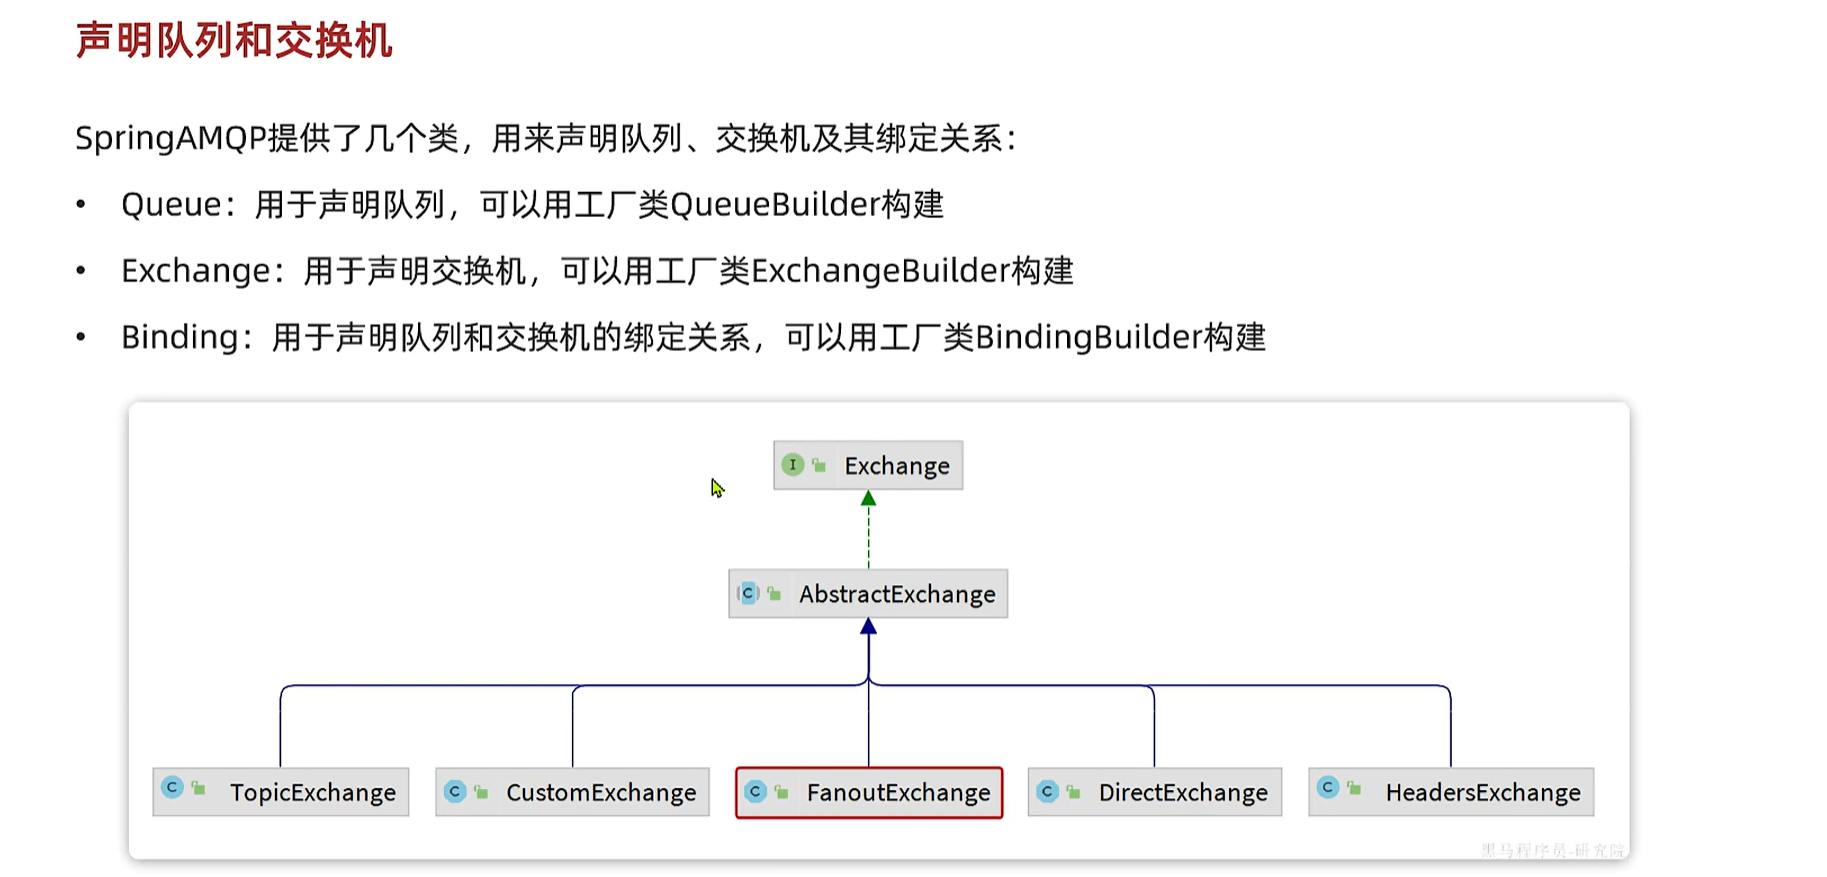 声明队列和交换机
SpringAMQP提供了几个类，用来声明队列、交换机及其绑定关系：
• Queue：用于声明队列，可以用工厂类QueueBuilder构建
• Exchange：用于声明交换机，可以用工厂类ExchangeBuilder构建
• Binding：用于声明队列和交换机的绑定关系，可以用工厂类BindingBuilder构建
I Exchange
C AbstractExchange
C TopicExchange
C CustomExchange
C FanoutExchange
C DirectExchange
C HeadersExchange
黑马程序员-研究院